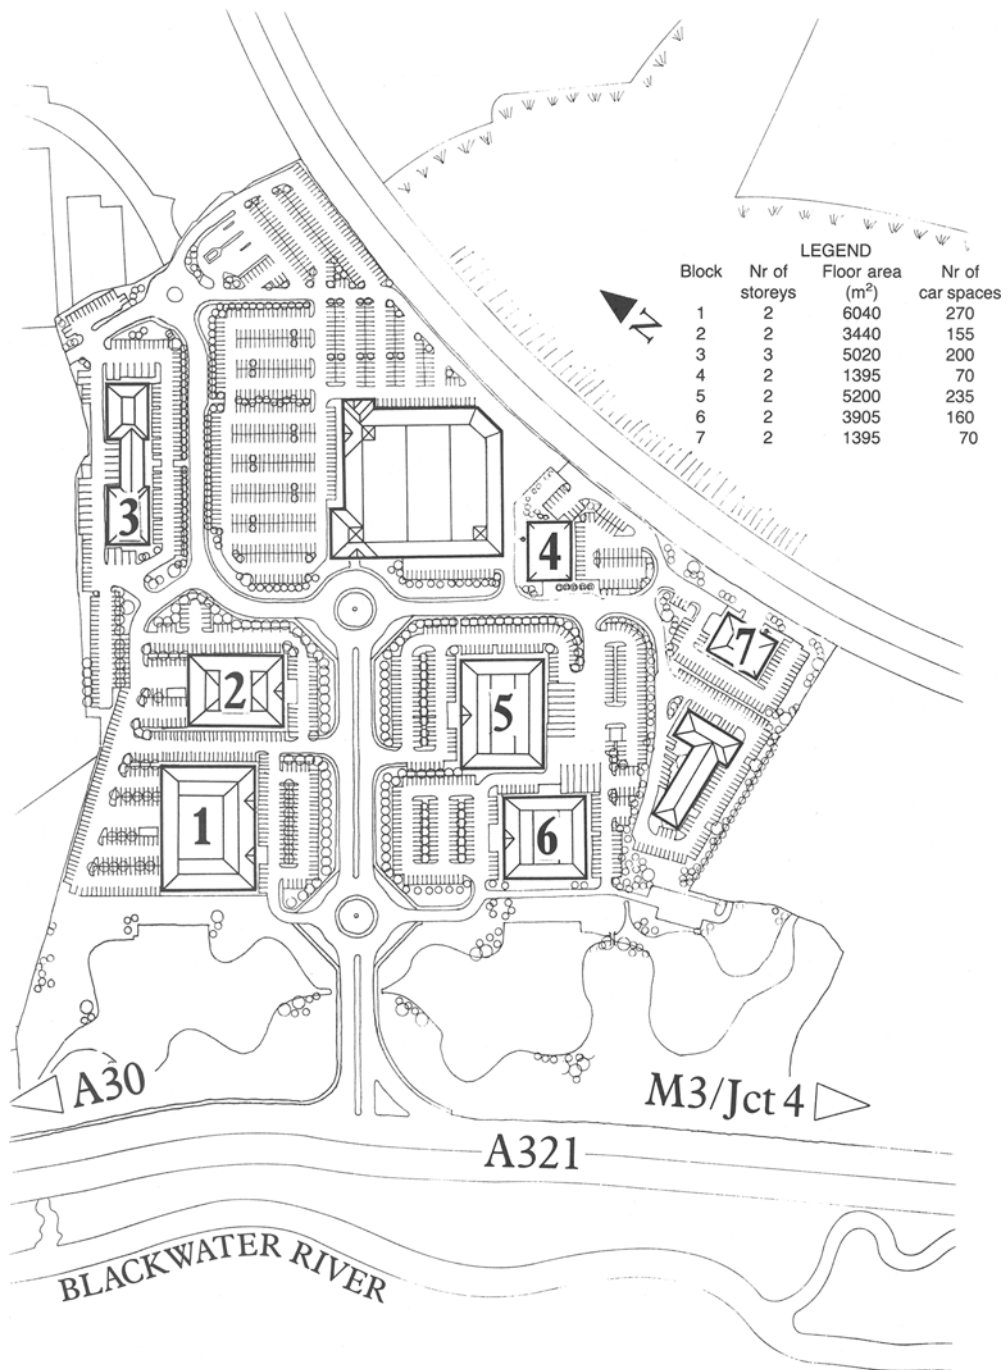 LEGEND
Block Nr of storeys Floor area (m²) Nr of car spaces
1 2 6040 270
2 2 3440 155
3 3 5020 200
4 2 1395 70
5 2 5200 235
6 2 3905 160
7 2 1395 70
N
3
4
7
2
5
1
6
A30
M3/Jct 4
A321
BLACKWATER RIVER